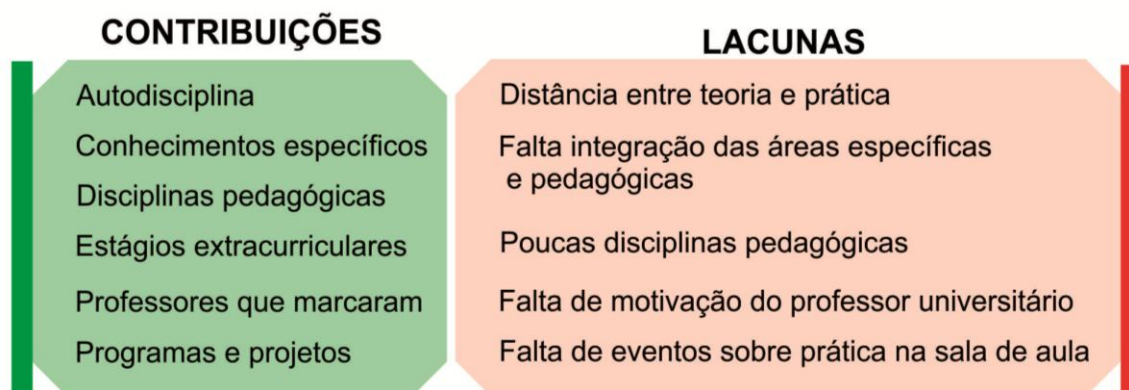 CONTRIBUIÇÕES
Autodisciplina
Conhecimentos específicos
Disciplinas pedagógicas
Estágios extracurriculares
Professores que marcaram
Programas e projetos
LACUNAS
Distância entre teoria e prática
Falta integração das áreas específicas
e pedagógicas
Poucas disciplinas pedagógicas
Falta de motivação do professor universitário
Falta de eventos sobre prática na sala de aula